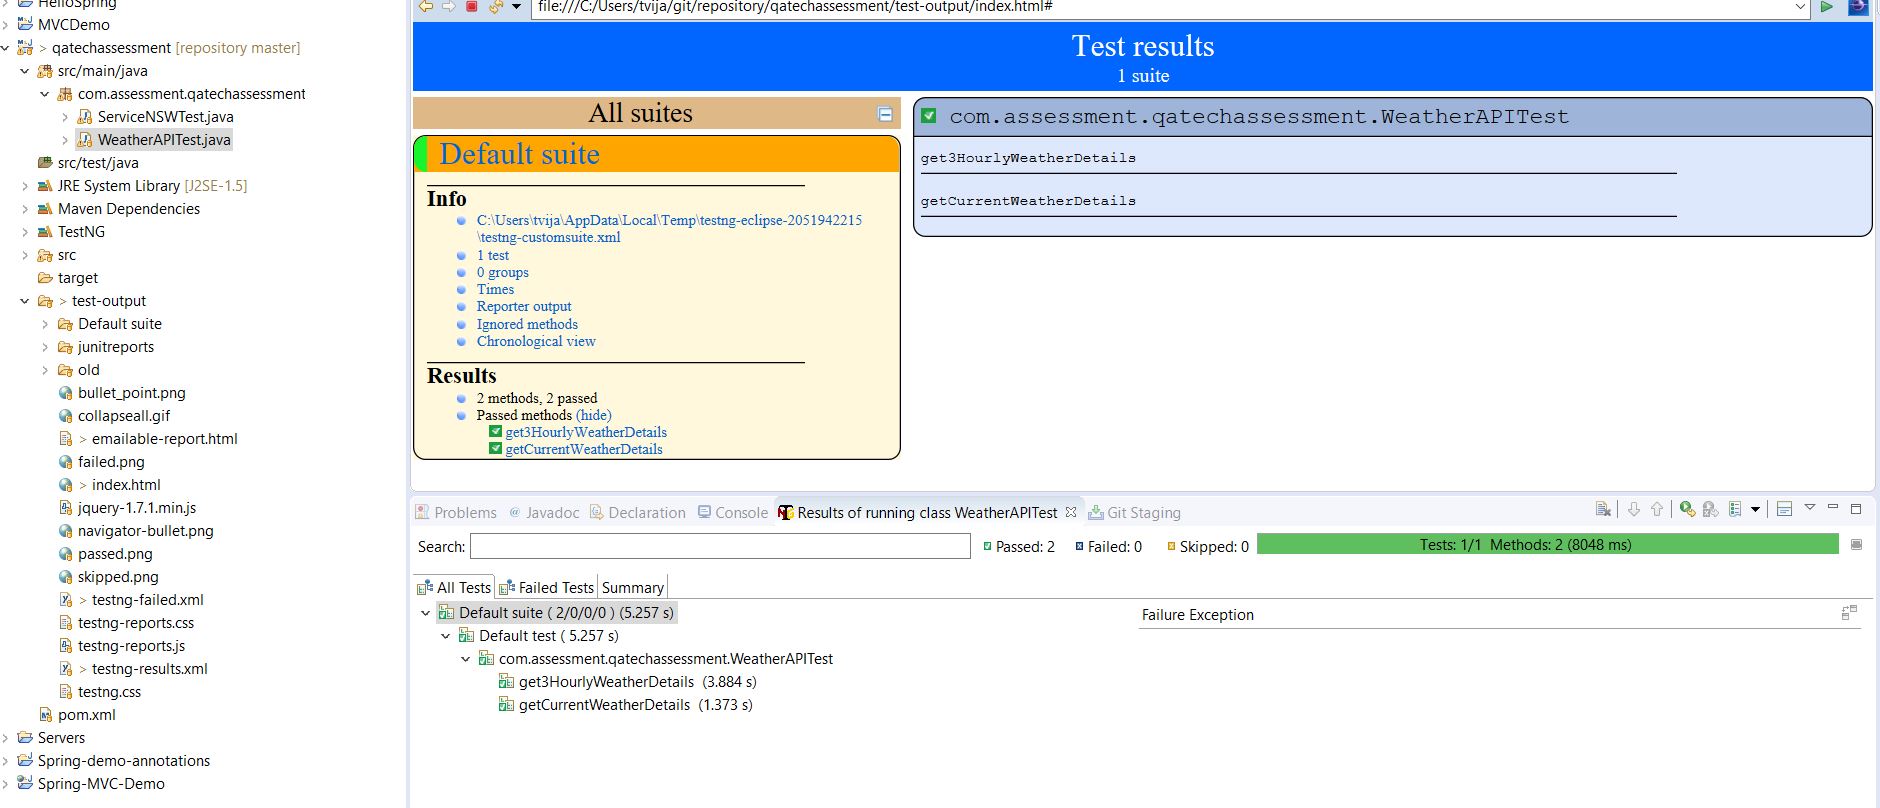 HelloSpring
MVCDemo
> qatechassessment [repository master]
src/main/java
com.assessment.qatechassessment
ServiceNSWTest.java
WeatherAPITest.java
src/test/java
JRE System Library [J2SE-1.5]
Maven Dependencies
TestNG
src
target
> test-output
Default suite
junitreports
old
bullet_point.png
collapseall.gif
> emailable-report.html
failed.png
> index.html
jquery-1.7.1.min.js
navigator-bullet.png
passed.png
skipped.png
> testng-failed.xml
testng-reports.css
testng-reports.js
> testng-results.xml
testng.css
pom.xml
Servers
Spring-demo-annotations
Spring-MVC-Demo
file:///C:/Users/tvija/git/repository/qatechassessment/test-output/index.html#
Test results
1 suite
All suites
Default suite
Info
C:\Users\tvija\AppData\Local\Temp\testng-eclipse-2051942215
\testng-customsuite.xml
1 test
0 groups
Times
Reporter output
Ignored methods
Chronological view
Results
2 methods, 2 passed
Passed methods (hide)
get3HourlyWeatherDetails
getCurrentWeatherDetails
com.assessment.qatechassessment.WeatherAPITest
get3HourlyWeatherDetails
getCurrentWeatherDetails
Problems @ Javadoc Declaration Console Results of running class WeatherAPITest Git Staging
Search: Passed: 2 Failed: 0 Skipped: 0 Tests: 1/1 Methods: 2 (8048 ms)
All Tests Failed Tests Summary
Default suite ( 2/0/0/0 ) (5.257 s)
Default test ( 5.257 s)
com.assessment.qatechassessment.WeatherAPITest
get3HourlyWeatherDetails (3.884 s)
getCurrentWeatherDetails (1.373 s)
Failure Exception